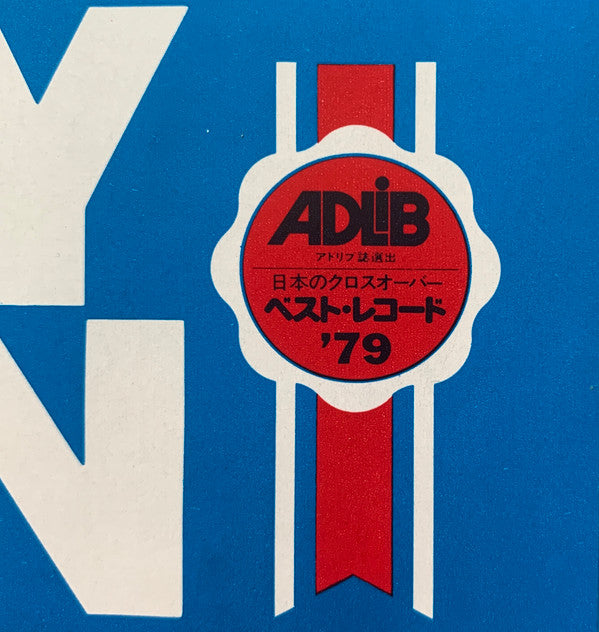 Y
N
ADLiB
アドリブ誌選出
日本のクロスオーバー
ベスト・レコード
'79